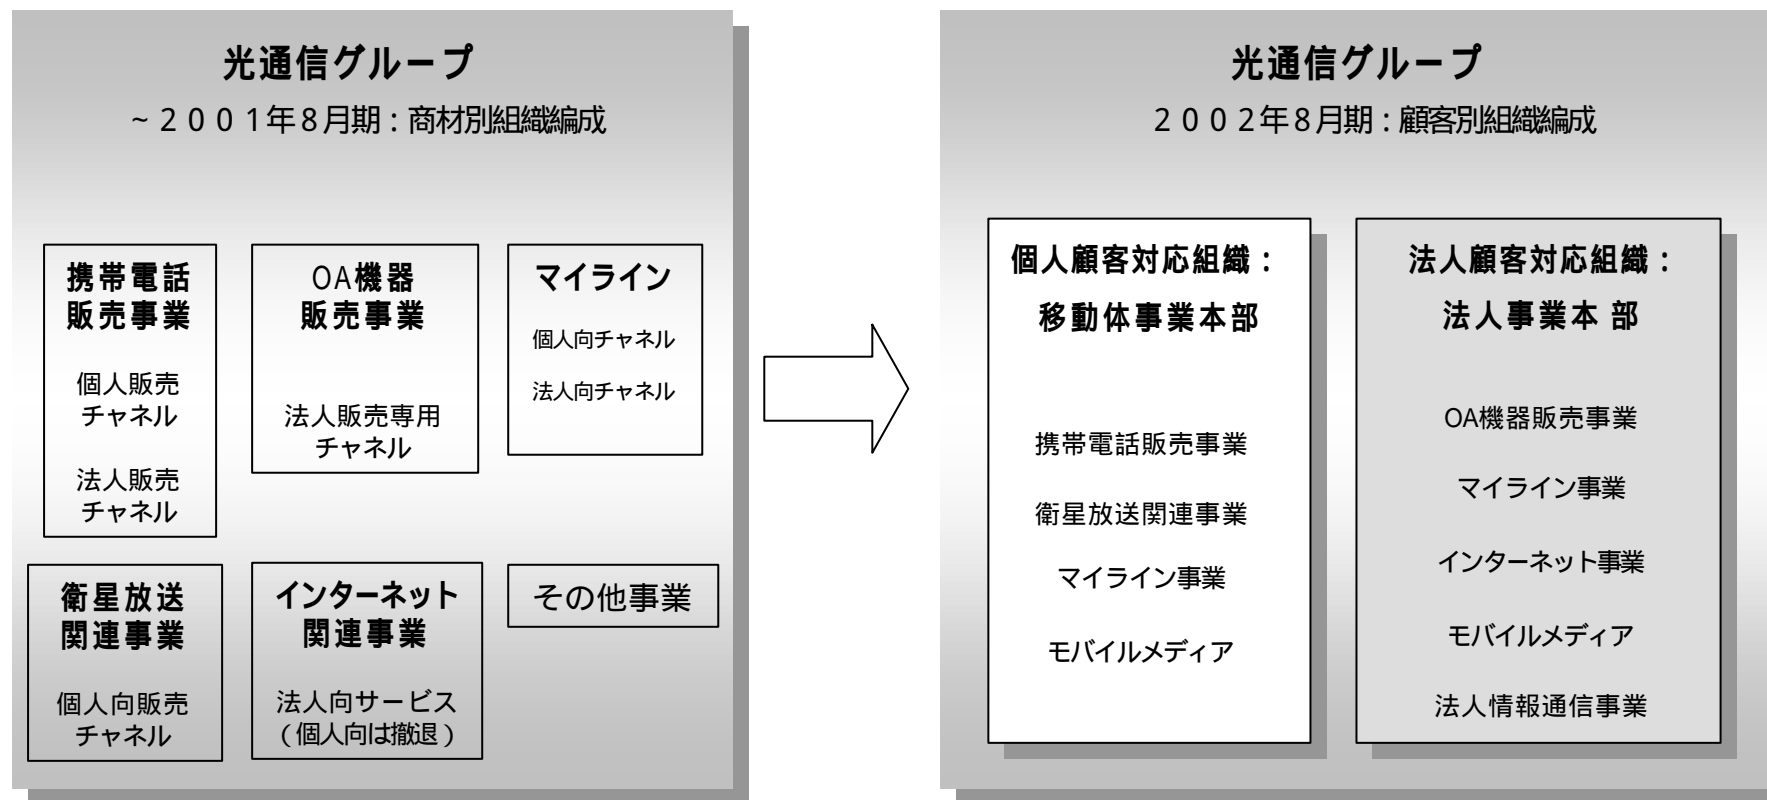 光通信グループ
~２００１年８月期：商材別組織編成
携帯電話
販売事業
個人販売
チャネル
法人販売
チャネル
OA機器
販売事業
法人販売専用
チャネル
マイライン
個人向チャネル
法人向チャネル
衛星放送
関連事業
個人向販売
チャネル
インターネット
関連事業
法人向サービス
（個人向は撤退）
その他事業
光通信グループ
２００２年８月期：顧客別組織編成
個人顧客対応組織：
移動体事業本部
携帯電話販売事業
衛星放送関連事業
マイライン事業
モバイルメディア
法人顧客対応組織：
法人事業本 部
OA機器販売事業
マイライン事業
インターネット事業
モバイルメディア
法人情報通信事業